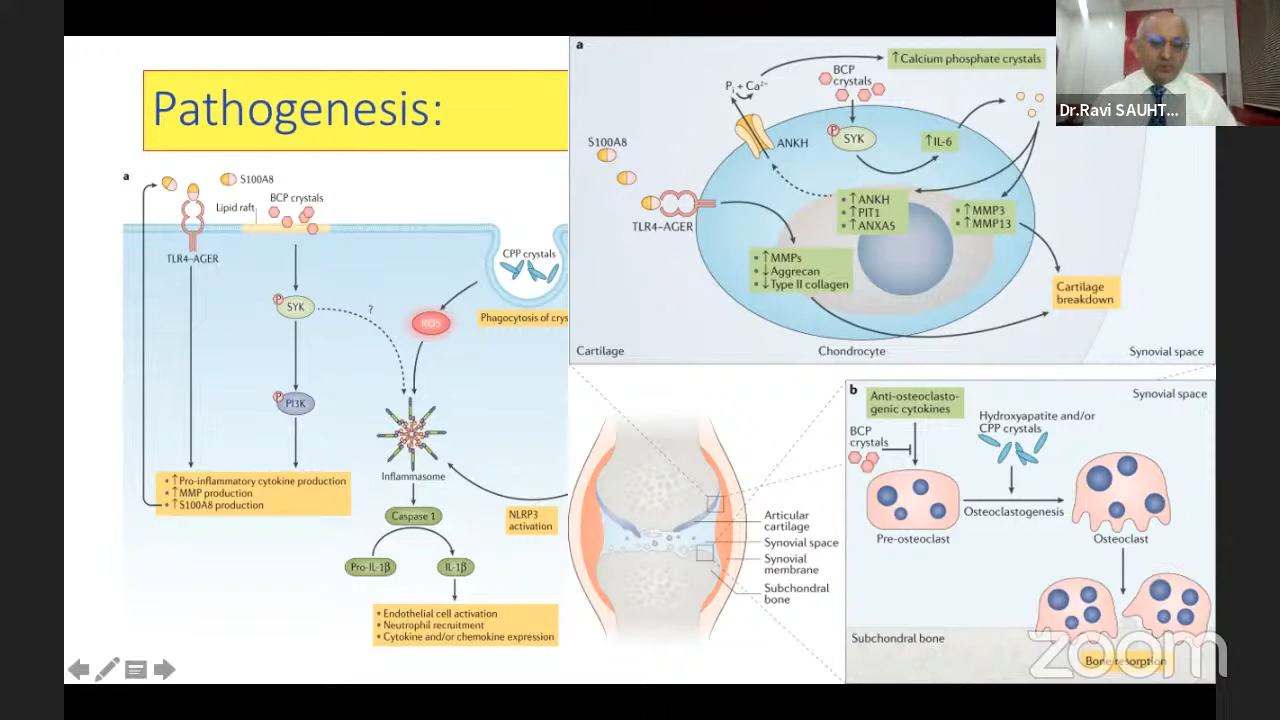 Pathogenesis:
a
S100A8
BCP crystals
Lipid raft
TLR4–AGER
CPP crystals
P
SYK
?
ROS
Phagocytosis of crys
P
PI3K
Inflammasome
• ↑Pro-inflammatory cytokine production
• ↑MMP production
• ↑S100A8 production
Caspase 1
NLRP3
activation
Pro-IL-1β
IL-1β
• Endothelial cell activation
• Neutrophil recruitment
• Cytokine and/or chemokine expression
a
↑Calcium phosphate crystals
BCP
crystals
Pi + Ca2+
S100A8
ANKH
P
SYK
↑IL-6
TLR4–AGER
• ↑ANKH
• ↑PIT1
• ↑ANXA5
• ↑MMP3
• ↑MMP13
• ↑MMPs
• ↓Aggrecan
• ↓Type II collagen
Cartilage
breakdown
Cartilage
Chondrocyte
Synovial space
Articular
cartilage
Synovial space
Synovial
membrane
Subchondral
bone
b
Anti-osteoclasto-
genic cytokines
Synovial space
Hydroxyapatite and/or
CPP crystals
BCP
crystals
Osteoclastogenesis
Pre-osteoclast
Osteoclast
Subchondral bone
Bone resorption
Dr.Ravi SAUHT...
zoom